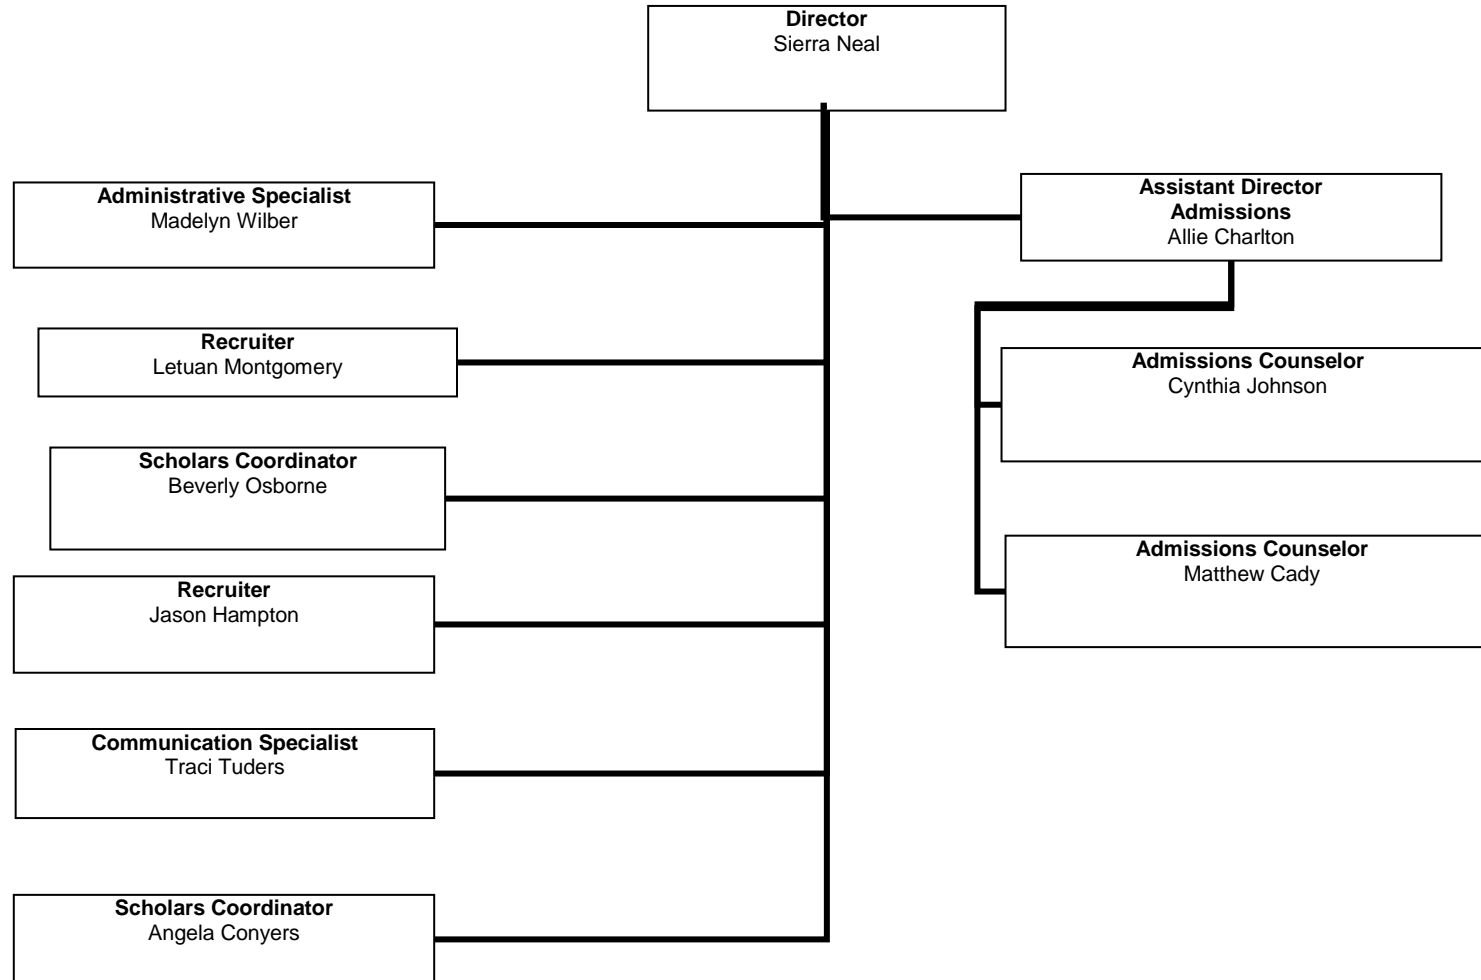 Director
Sierra Neal
Administrative Specialist
Madelyn Wilber
Assistant Director
Admissions
Allie Charlton
Recruiter
Letuan Montgomery
Admissions Counselor
Cynthia Johnson
Scholars Coordinator
Beverly Osborne
Admissions Counselor
Matthew Cady
Recruiter
Jason Hampton
Communication Specialist
Traci Tuders
Scholars Coordinator
Angela Conyers